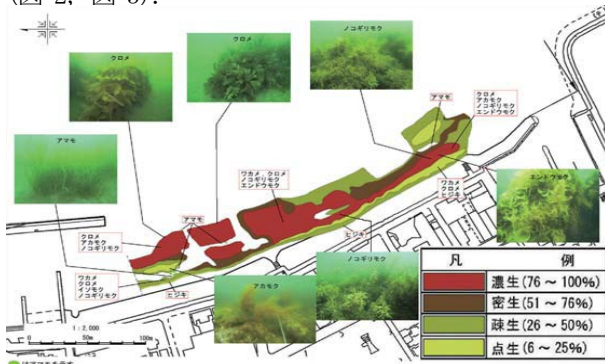 (図 2, 図 3).
クロメ
クロメ
ノコギリモク
アマモ
アマモ
クロメ
アカモク
ノコギリモク
エンドウモク
エンドウモク
ワカメ、クロメ
ノコギリモク
エンドウモク
アマモ
ワカメ
クロメ
ヒジキ
クロメ
アカモク
ノコギリモク
ヒジキ
ワカメ
クロメ
イソモク
ノコギリモク
ヒジキ
アカモク
ノコギリモク
1:2,000
0 50m 100m
凡 例
濃生(76 ～ 100%)
密生(51 ～ 76%)
疎生(26 ～ 50%)
点生(6 ～ 25%)